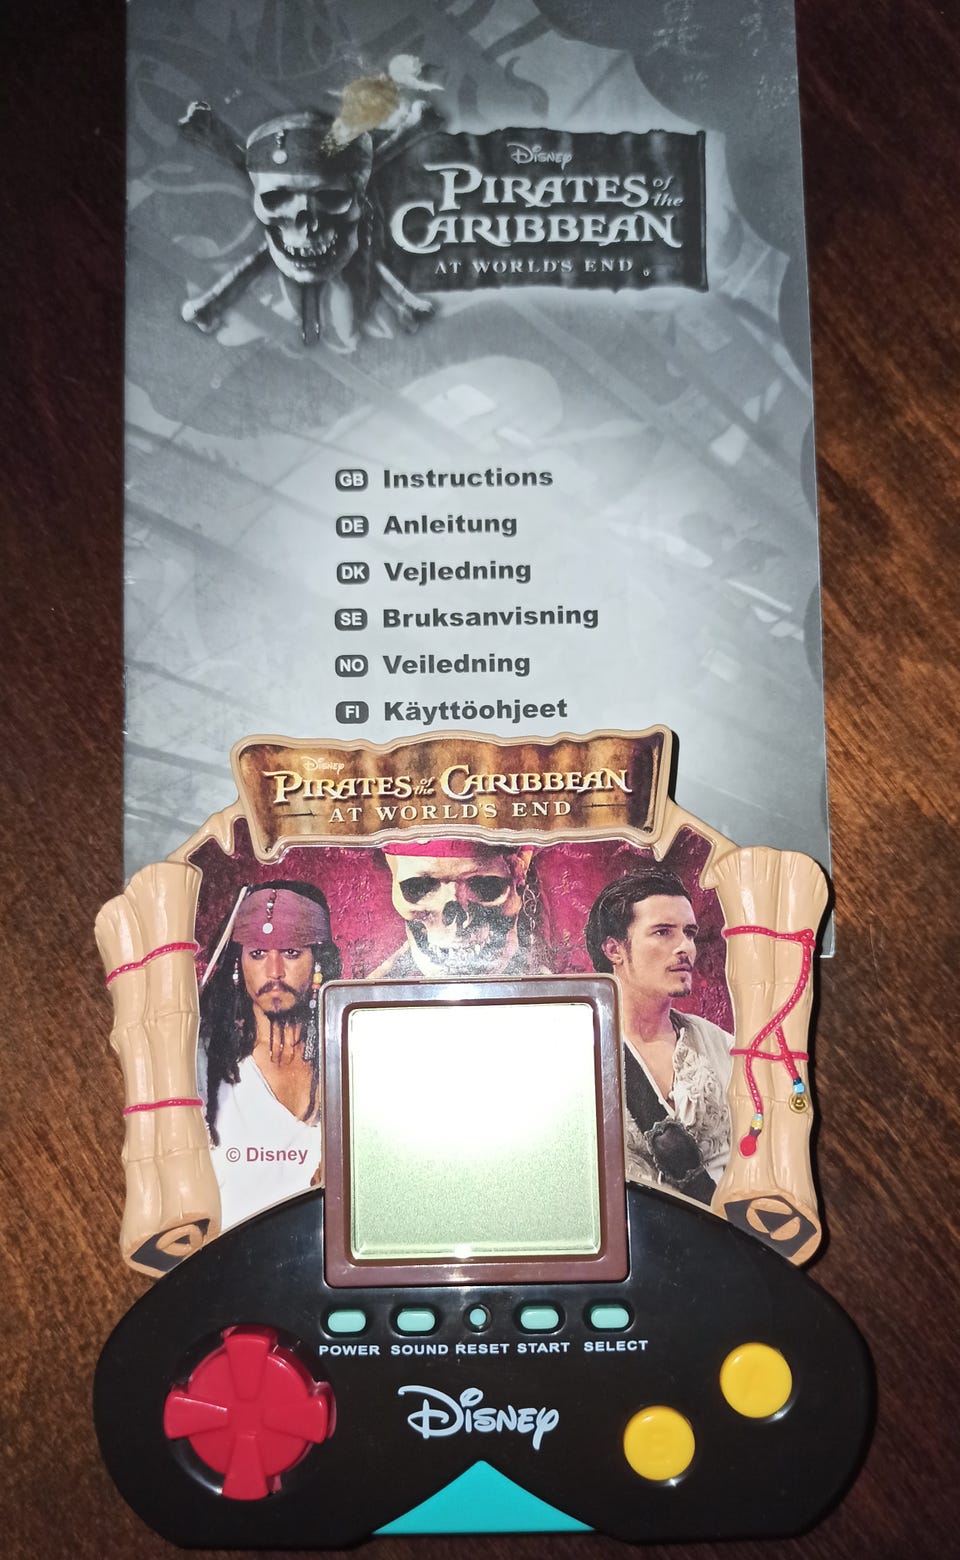 Disney
PIRATES of the
CARIBBEAN
AT WORLD'S END
GB Instructions
DE Anleitung
DK Vejledning
SE Bruksanvisning
NO Veiledning
FI Käyttöohjeet
Disney
PIRATES of the CARIBBEAN
AT WORLD'S END
© Disney
POWER SOUND RESET START SELECT
Disney